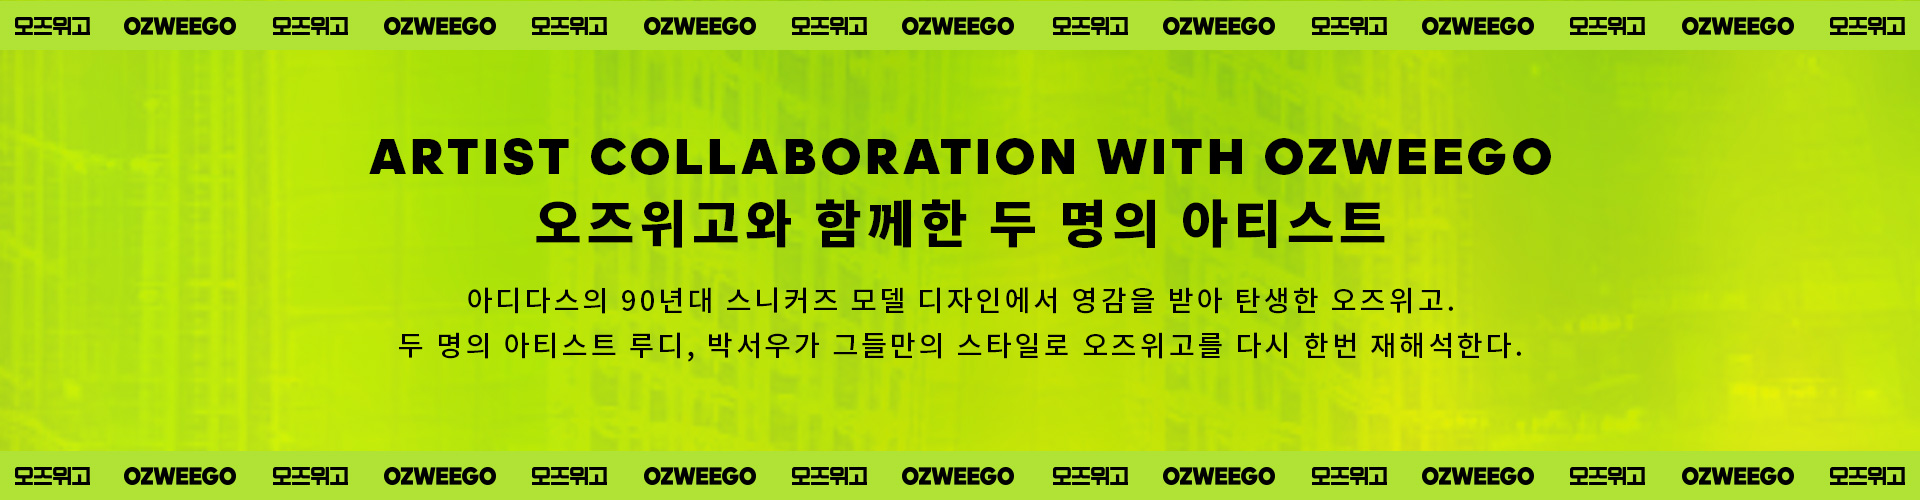 오즈위고 OZWEEGO 오즈위고 OZWEEGO 오즈위고 OZWEEGO 오즈위고 OZWEEGO 오즈위고 OZWEEGO 오즈위고 OZWEEGO 오즈위고 OZWEEGO 오즈위고
ARTIST COLLABORATION WITH OZWEEGO
오즈위고와 함께한 두 명의 아티스트
아디다스의 90년대 스니커즈 모델 디자인에서 영감을 받아 탄생한 오즈위고.
두 명의 아티스트 루디, 박서우가 그들만의 스타일로 오즈위고를 다시 한번 재해석한다.
오즈위고 OZWEEGO 오즈위고 OZWEEGO 오즈위고 OZWEEGO 오즈위고 OZWEEGO 오즈위고 OZWEEGO 오즈위고 OZWEEGO 오즈위고 OZWEEGO 오즈위고